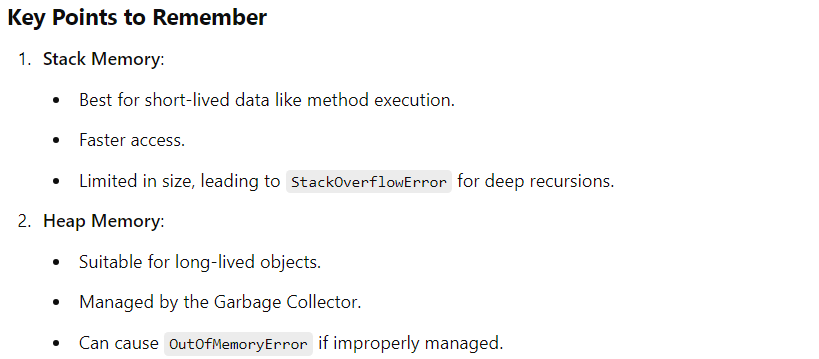 Key Points to Remember
1. Stack Memory:
• Best for short-lived data like method execution.
• Faster access.
• Limited in size, leading to StackOverflowError for deep recursions.
2. Heap Memory:
• Suitable for long-lived objects.
• Managed by the Garbage Collector.
• Can cause OutOfMemoryError if improperly managed.